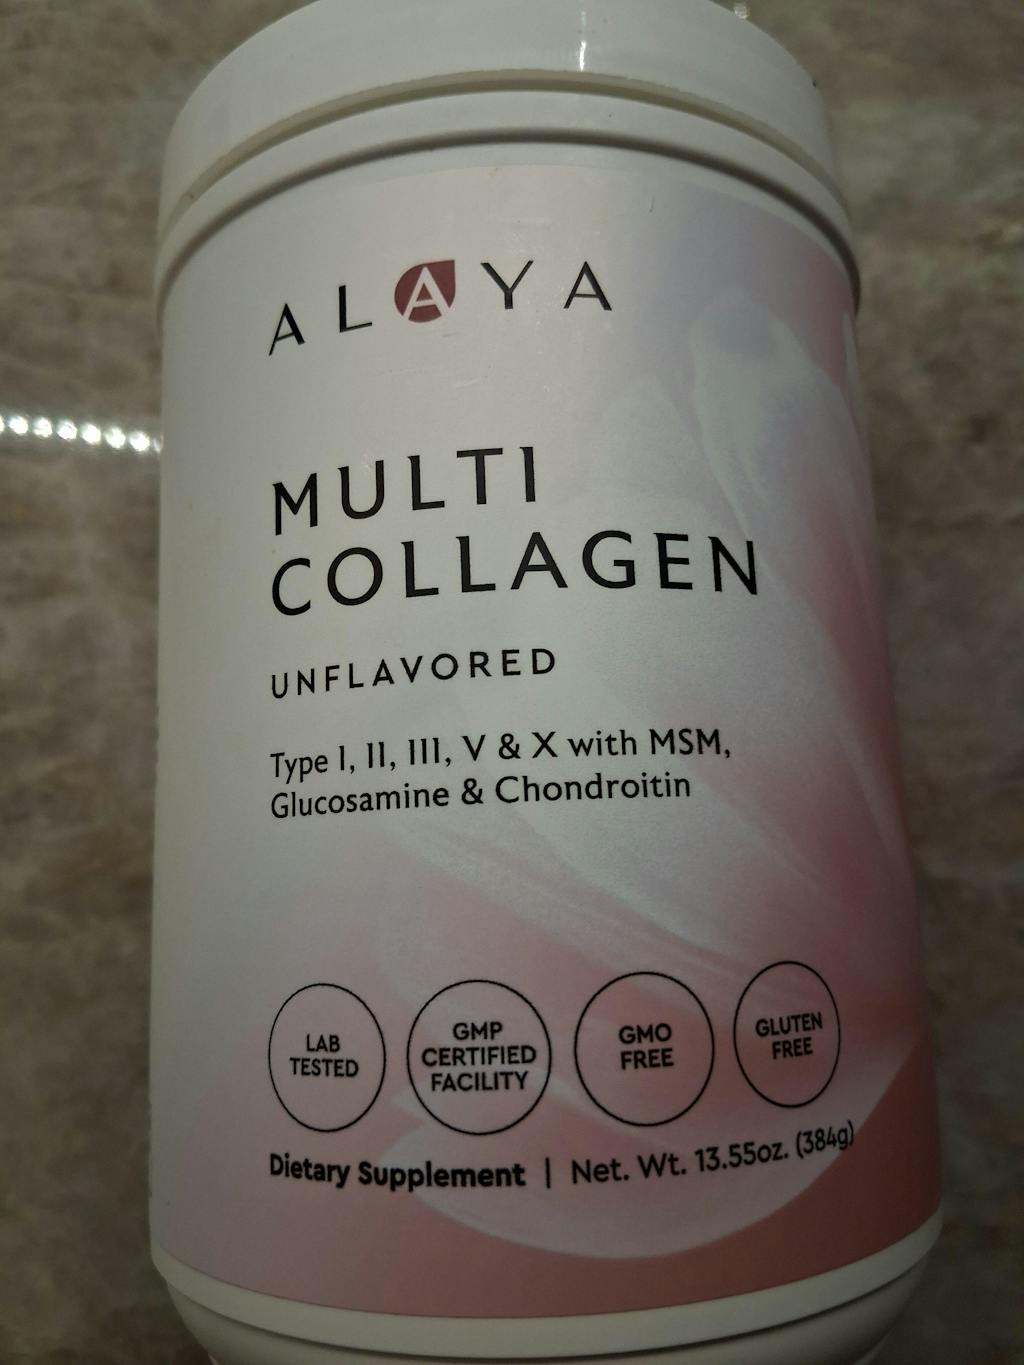 ALAYA
MULTI
COLLAGEN
UNFLAVORED
Type I, II, III, V & X with MSM,
Glucosamine & Chondroitin
LAB
TESTED
GMP
CERTIFIED
FACILITY
GMO
FREE
GLUTEN
FREE
Dietary Supplement | Net. Wt. 13.55oz. (384g)